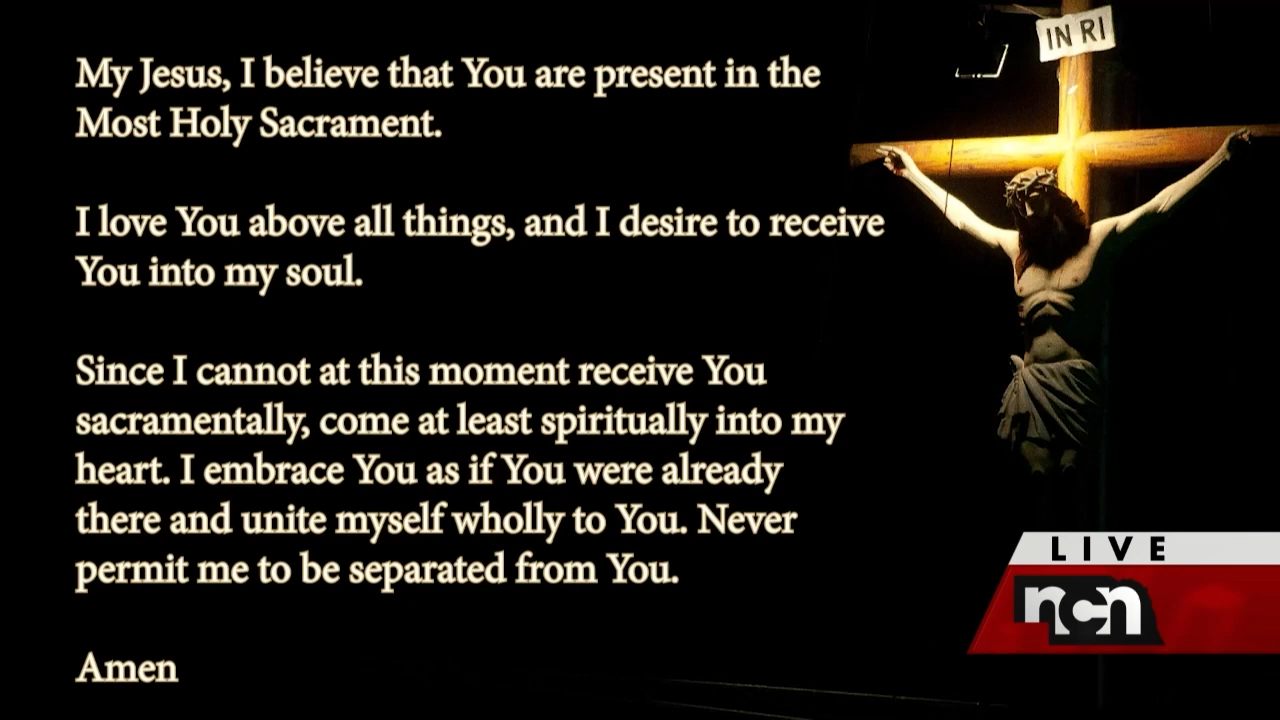 My Jesus, I believe that You are present in the
Most Holy Sacrament.
I love You above all things, and I desire to receive
You into my soul.
Since I cannot at this moment receive You
sacramentally, come at least spiritually into my
heart. I embrace You as if You were already
there and unite myself wholly to You. Never
permit me to be separated from You.
Amen
INRI
LIVE
ncn